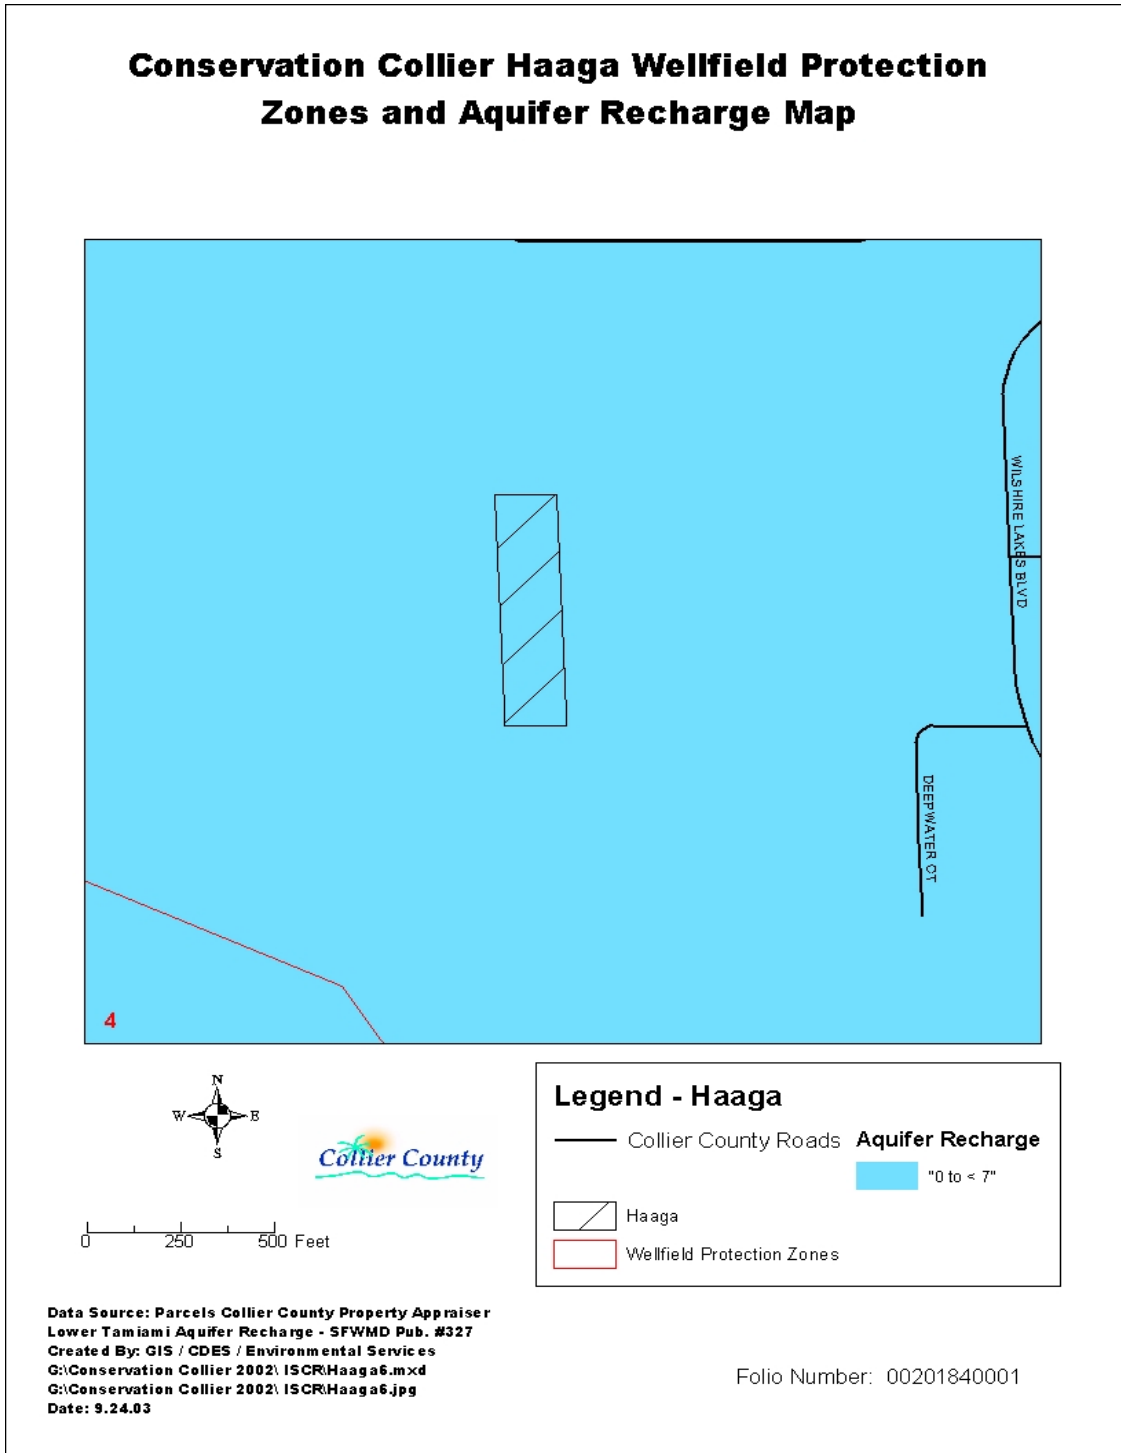 Conservation Collier Haaga Wellfield Protection
Zones and Aquifer Recharge Map
WILSHIRE LAKES BLVD
DEEPWATER CT
4
N
W E
S
Collier County
0 250 500 Feet
Legend - Haaga
Collier County Roads
Aquifer Recharge
"0 to < 7"
Haaga
Wellfield Protection Zones
Data Source: Parcels Collier County Property Appraiser
Lower Tamiami Aquifer Recharge - SFWMD Pub. #327
Created By: GIS / CDES / Environmental Services
G:\Conservation Collier 2002\ ISCR\Haaga6.mxd
G:\Conservation Collier 2002\ ISCR\Haaga6.jpg
Date: 9.24.03
Folio Number: 00201840001